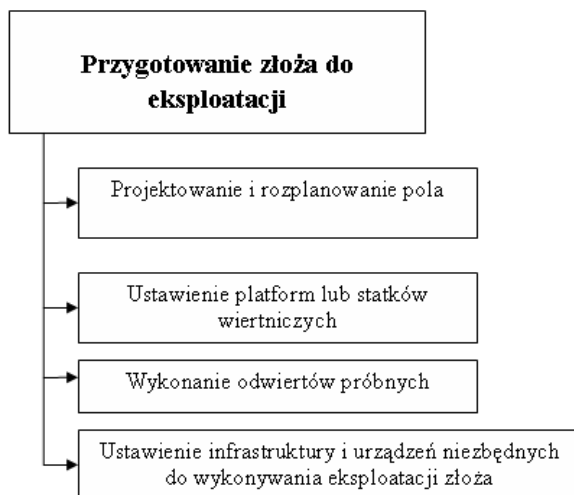 Przygotowanie złoża do
eksploatacji
Projektowanie i rozplanowanie pola
Ustawienie platform lub statków
wiertniczych
Wykonanie odwiertów próbnych
Ustawienie infrastruktury i urządzeń niezbędnych
do wykonywania eksploatacji złoża